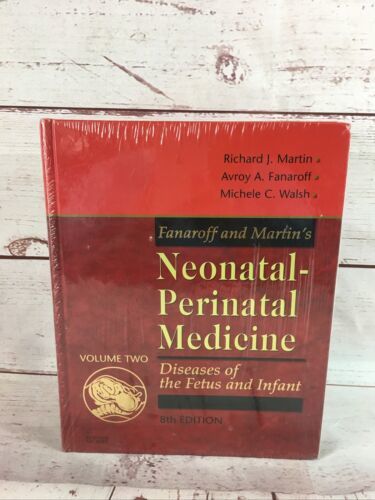 Richard J. Martin
Avroy A. Fanaroff
Michele C. Walsh
Fanaroff and Martin's
Neonatal-
Perinatal
Medicine
VOLUME TWO
Diseases of
the Fetus and Infant
8th EDITION